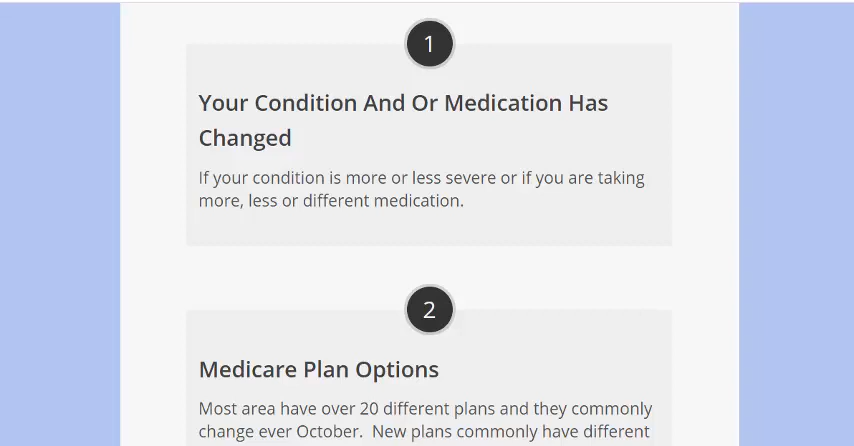 1
Your Condition And Or Medication Has
Changed
If your condition is more or less severe or if you are taking
more, less or different medication.
2
Medicare Plan Options
Most area have over 20 different plans and they commonly
change ever October.  New plans commonly have different